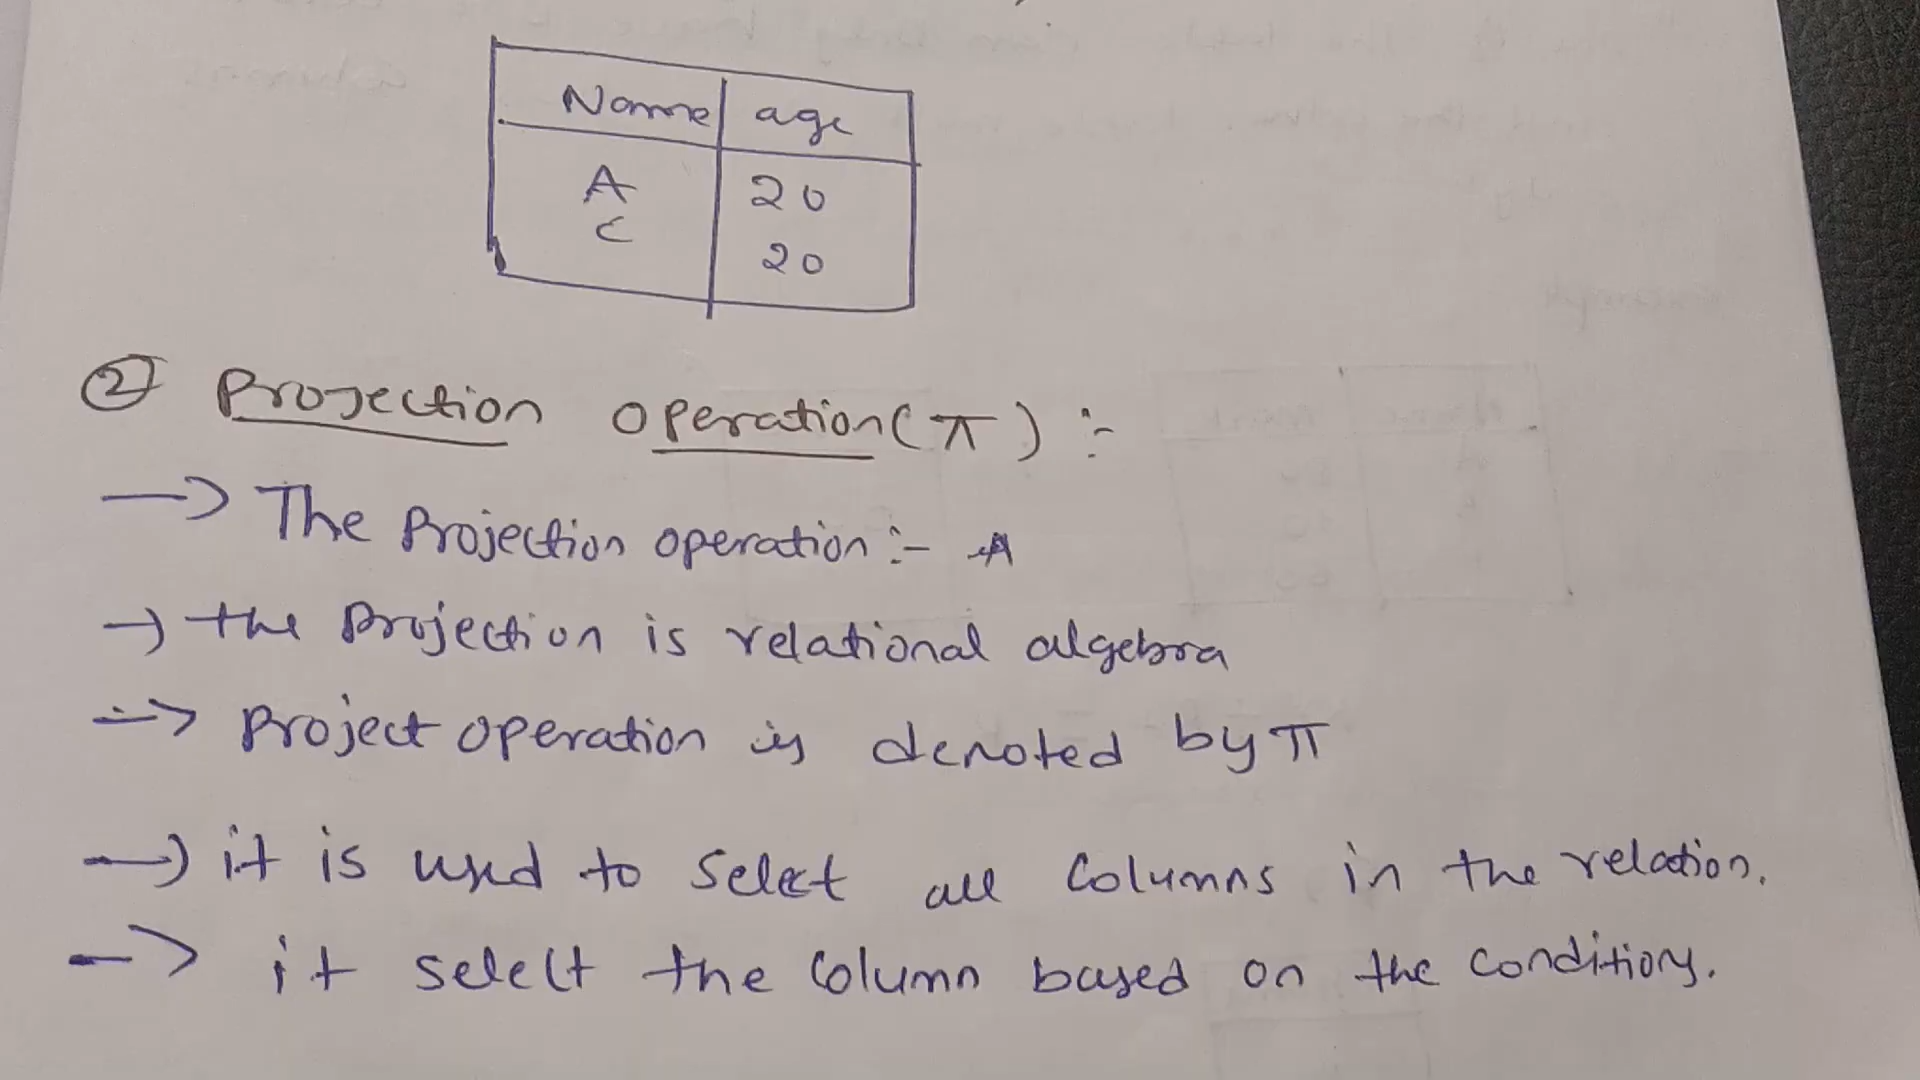 Name age
A 20
C 20
② Projection operation (π) :-
→ The Projection operation :- A
→ the Projection is relational algebra
→ Project operation is denoted by π
→ it is used to select all columns in the relation.
→ it select the column based on the conditions.